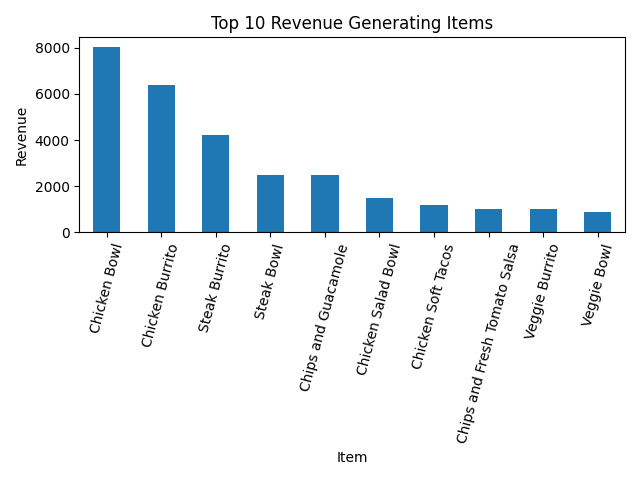 Top 10 Revenue Generating Items
Revenue
8000
6000
4000
2000
0
Chicken Bowl
Chicken Burrito
Steak Burrito
Steak Bowl
Chips and Guacamole
Chicken Salad Bowl
Chicken Soft Tacos
Chips and Fresh Tomato Salsa
Veggie Burrito
Veggie Bowl
Item